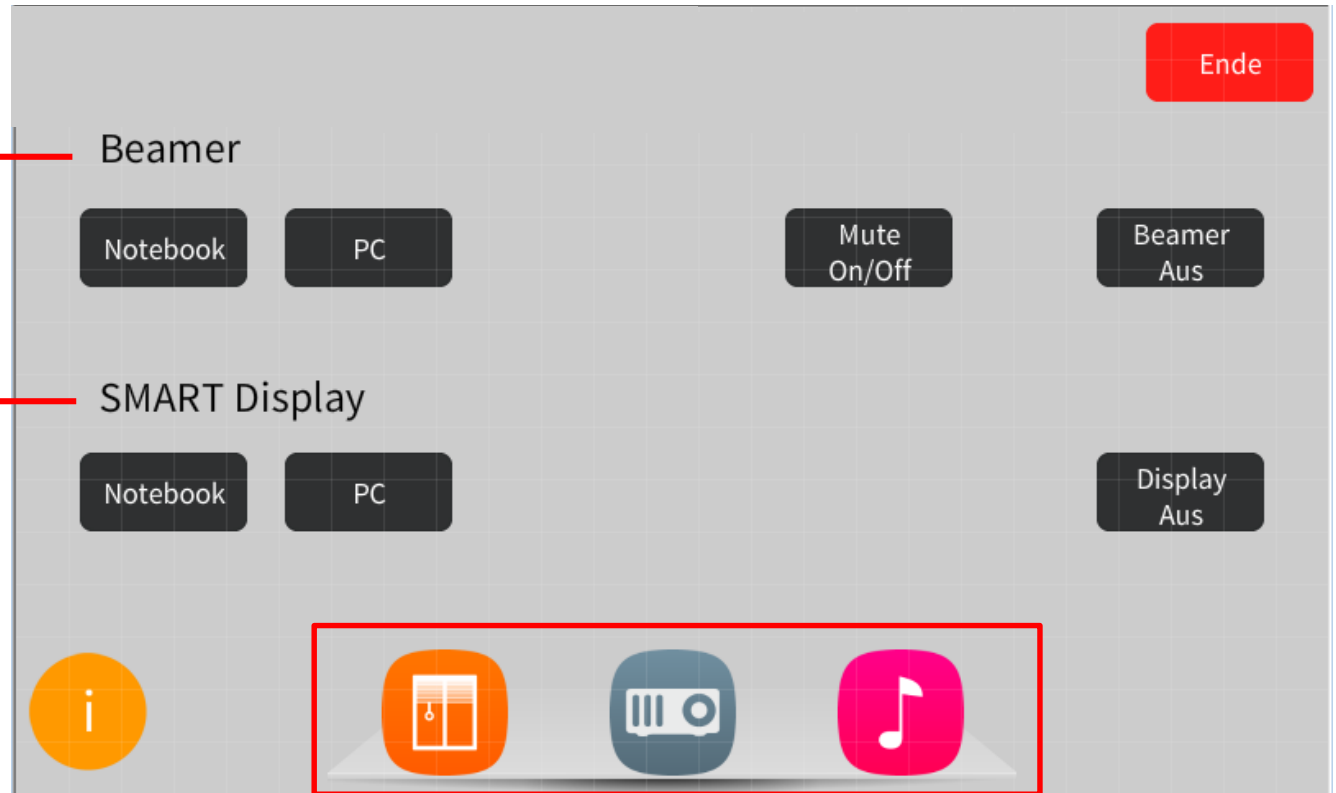 Ende
Beamer
Notebook
PC
Mute
On/Off
Beamer
Aus
SMART Display
Notebook
PC
Display
Aus
i